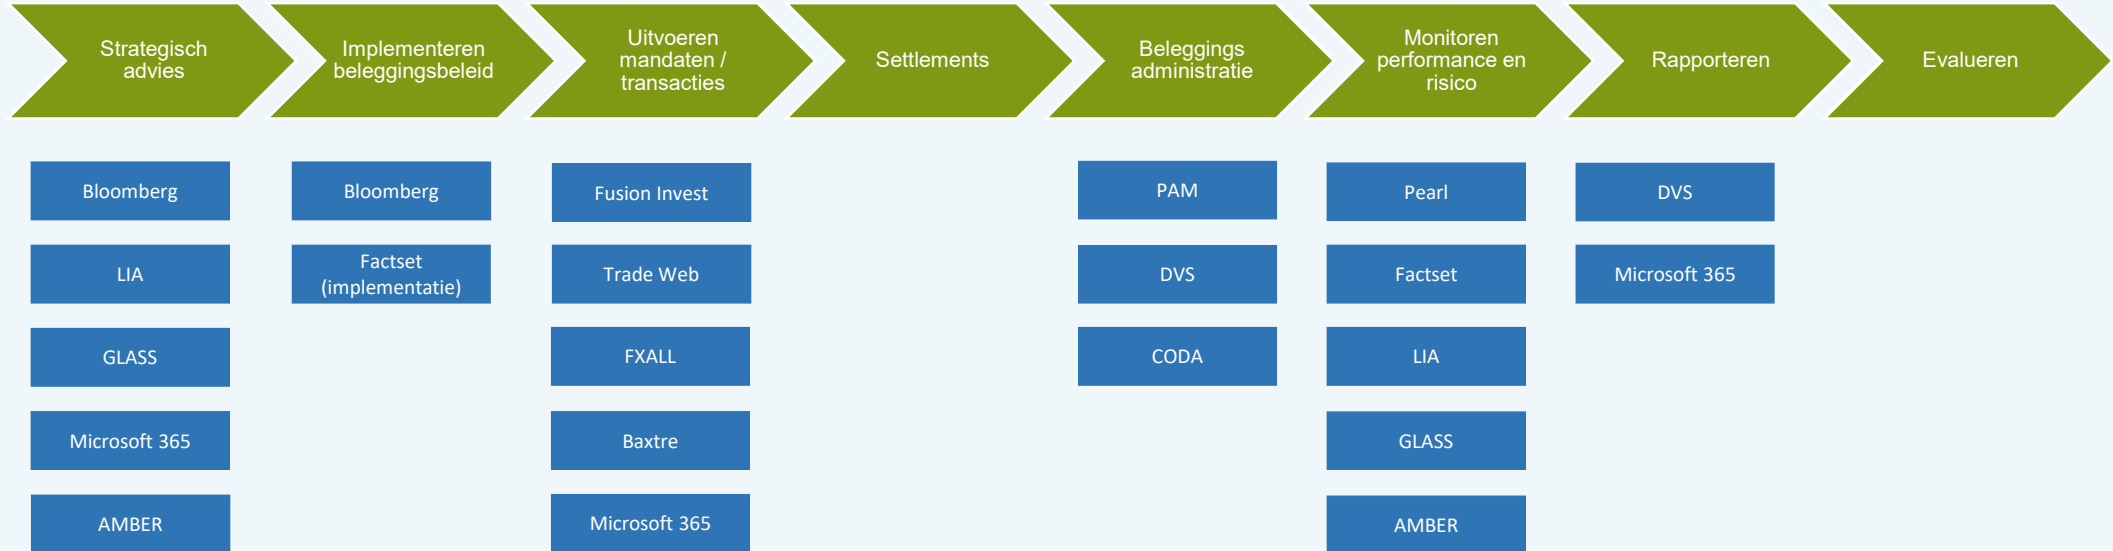 Strategisch
advies
Implementeren
beleggingsbeleid
Uitvoeren
mandaten /
transacties
Settlements
Beleggings
administratie
Monitoren
performance en
risico
Rapporteren
Evalueren
Bloomberg
LIA
GLASS
Microsoft 365
AMBER
Bloomberg
Factset
(implementatie)
Fusion Invest
Trade Web
FXALL
Baxtre
Microsoft 365
PAM
DVS
CODA
Pearl
Factset
LIA
GLASS
AMBER
DVS
Microsoft 365